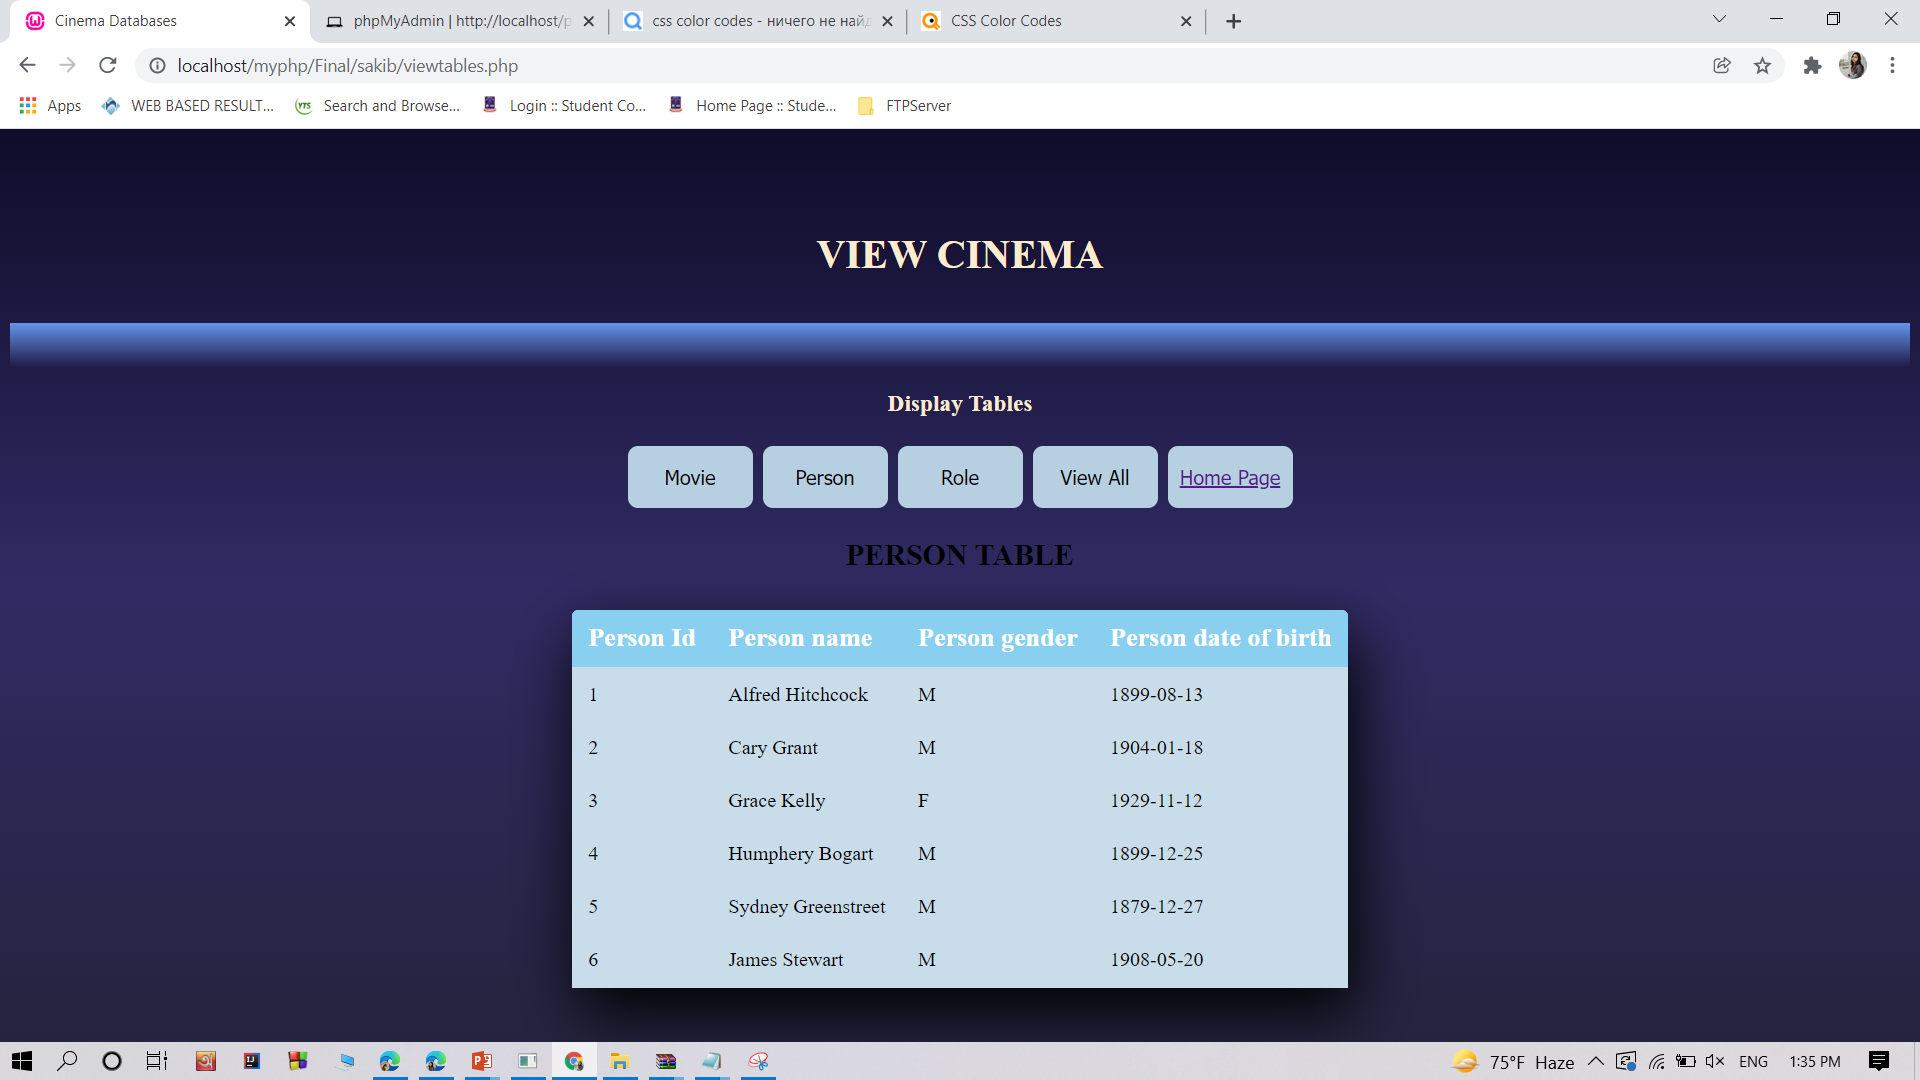 Cinema Databases
phpMyAdmin | http://localhost/p
css color codes - ничего не найд
CSS Color Codes
localhost/myphp/Final/sakib/viewtables.php
Apps
WEB BASED RESULT...
Search and Browse...
Login :: Student Co...
Home Page :: Stude...
FTPServer
VIEW CINEMA
Display Tables
Movie
Person
Role
View All
Home Page
PERSON TABLE
Person Id Person name Person gender Person date of birth
1 Alfred Hitchcock M 1899-08-13
2 Cary Grant M 1904-01-18
3 Grace Kelly F 1929-11-12
4 Humphery Bogart M 1899-12-25
5 Sydney Greenstreet M 1879-12-27
6 James Stewart M 1908-05-20
75°F Haze
ENG
1:35 PM